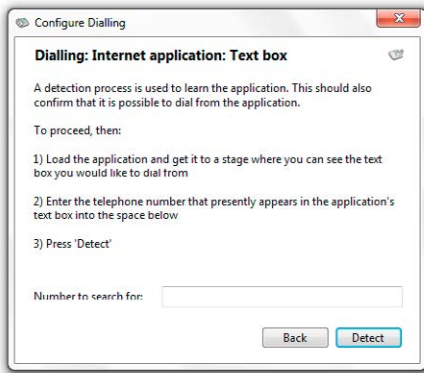 Configure Dialling
Dialling: Internet application: Text box
A detection process is used to learn the application. This should also
confirm that it is possible to dial from the application.
To proceed, then:
1) Load the application and get it to a stage where you can see the text
box you would like to dial from
2) Enter the telephone number that presently appears in the application's
text box into the space below
3) Press 'Detect'
Number to search for:
Back
Detect